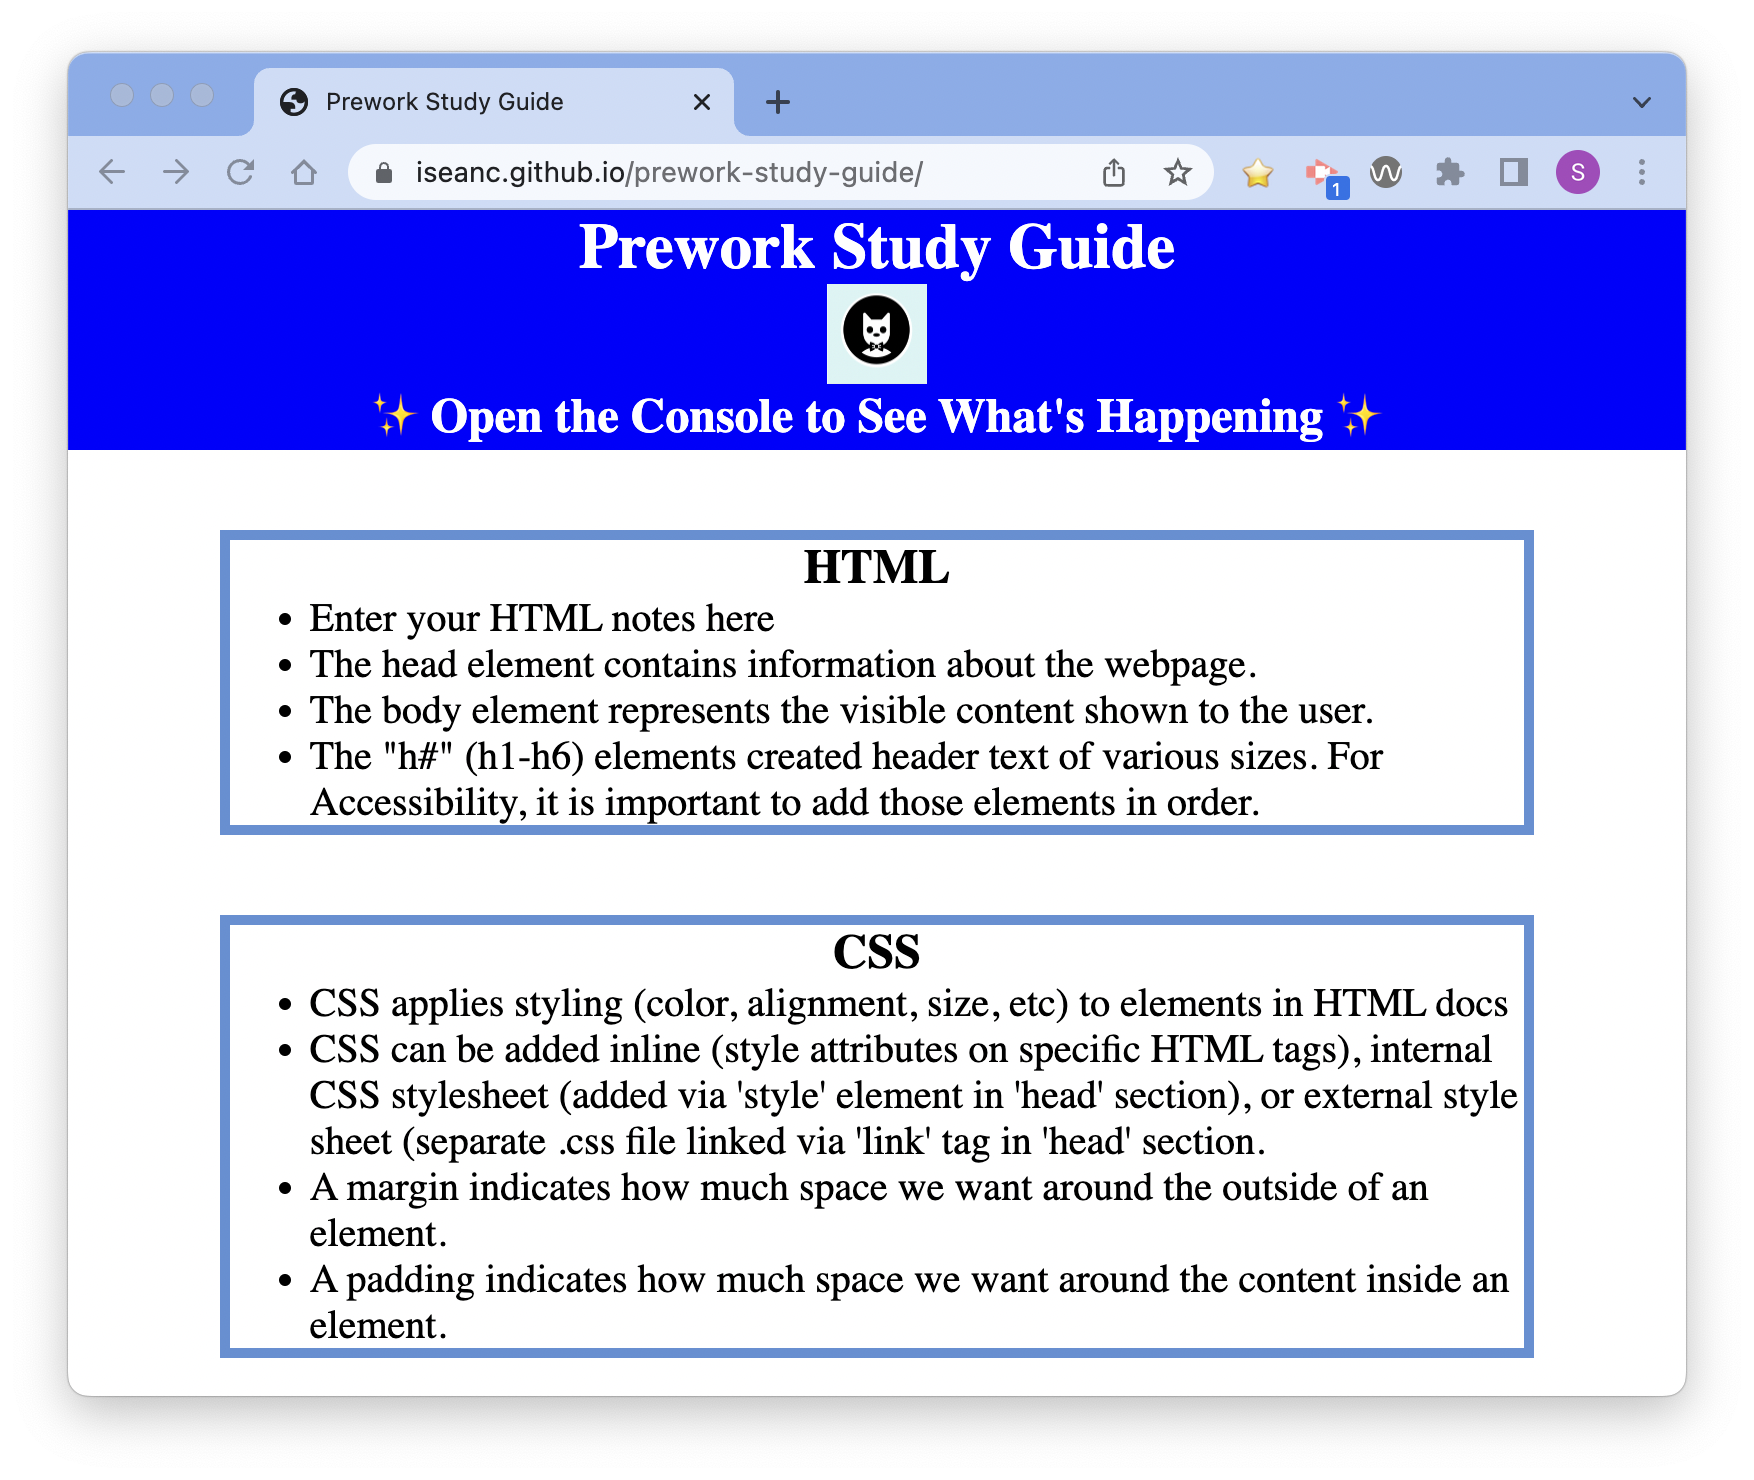 Prework Study Guide
iseanc.github.io/prework-study-guide/
1
S
Prework Study Guide
✨ Open the Console to See What's Happening ✨
HTML
• Enter your HTML notes here
• The head element contains information about the webpage.
• The body element represents the visible content shown to the user.
• The "h#" (h1-h6) elements created header text of various sizes. For
Accessibility, it is important to add those elements in order.
CSS
• CSS applies styling (color, alignment, size, etc) to elements in HTML docs
• CSS can be added inline (style attributes on specific HTML tags), internal
CSS stylesheet (added via 'style' element in 'head' section), or external style
sheet (separate .css file linked via 'link' tag in 'head' section.
• A margin indicates how much space we want around the outside of an
element.
• A padding indicates how much space we want around the content inside an
element.